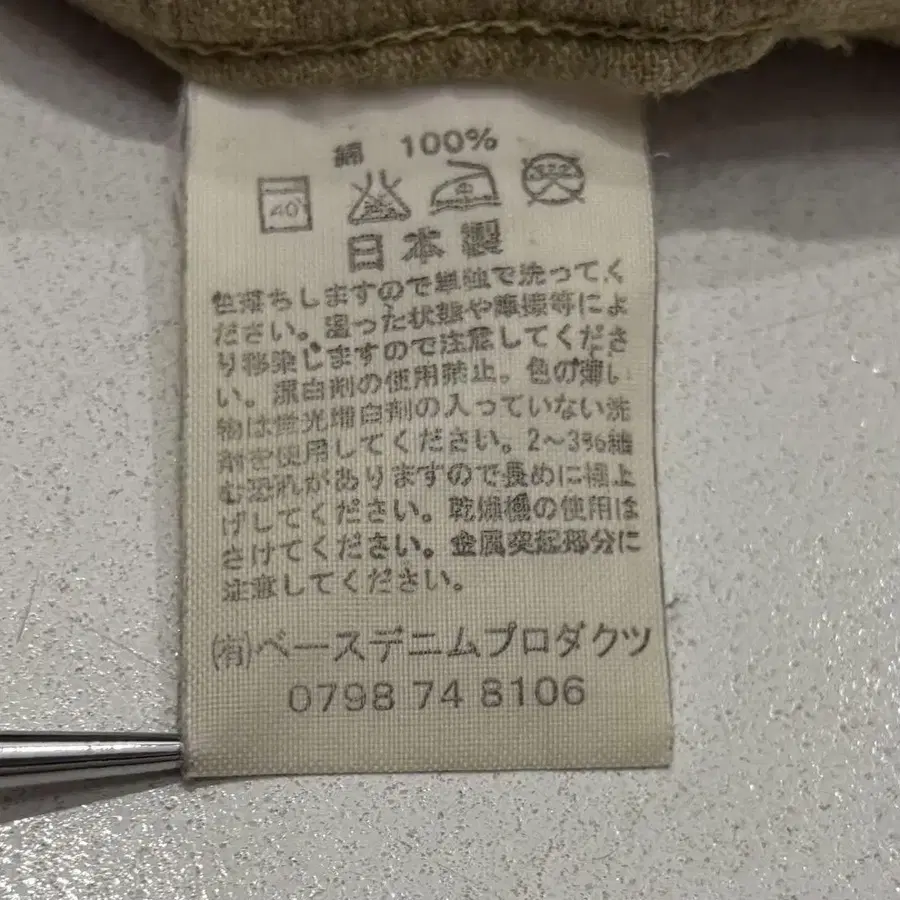 綿 100%
40
日本製
色落ちしますので単独で洗ってく
ださい。湿った状態や摩擦等によ
り移染しますので注意してくださ
い。漂白剤の使用禁止。色の薄い
物は蛍光増白剤の入っていない洗
剤を使用してください。2〜3%縮
む恐れがありますので長めに裾上
げしてください。乾燥機の使用は
さけてください。金属突起部分に
注意してください。
㈲ベースデニムプロダクツ
0798 74 8106